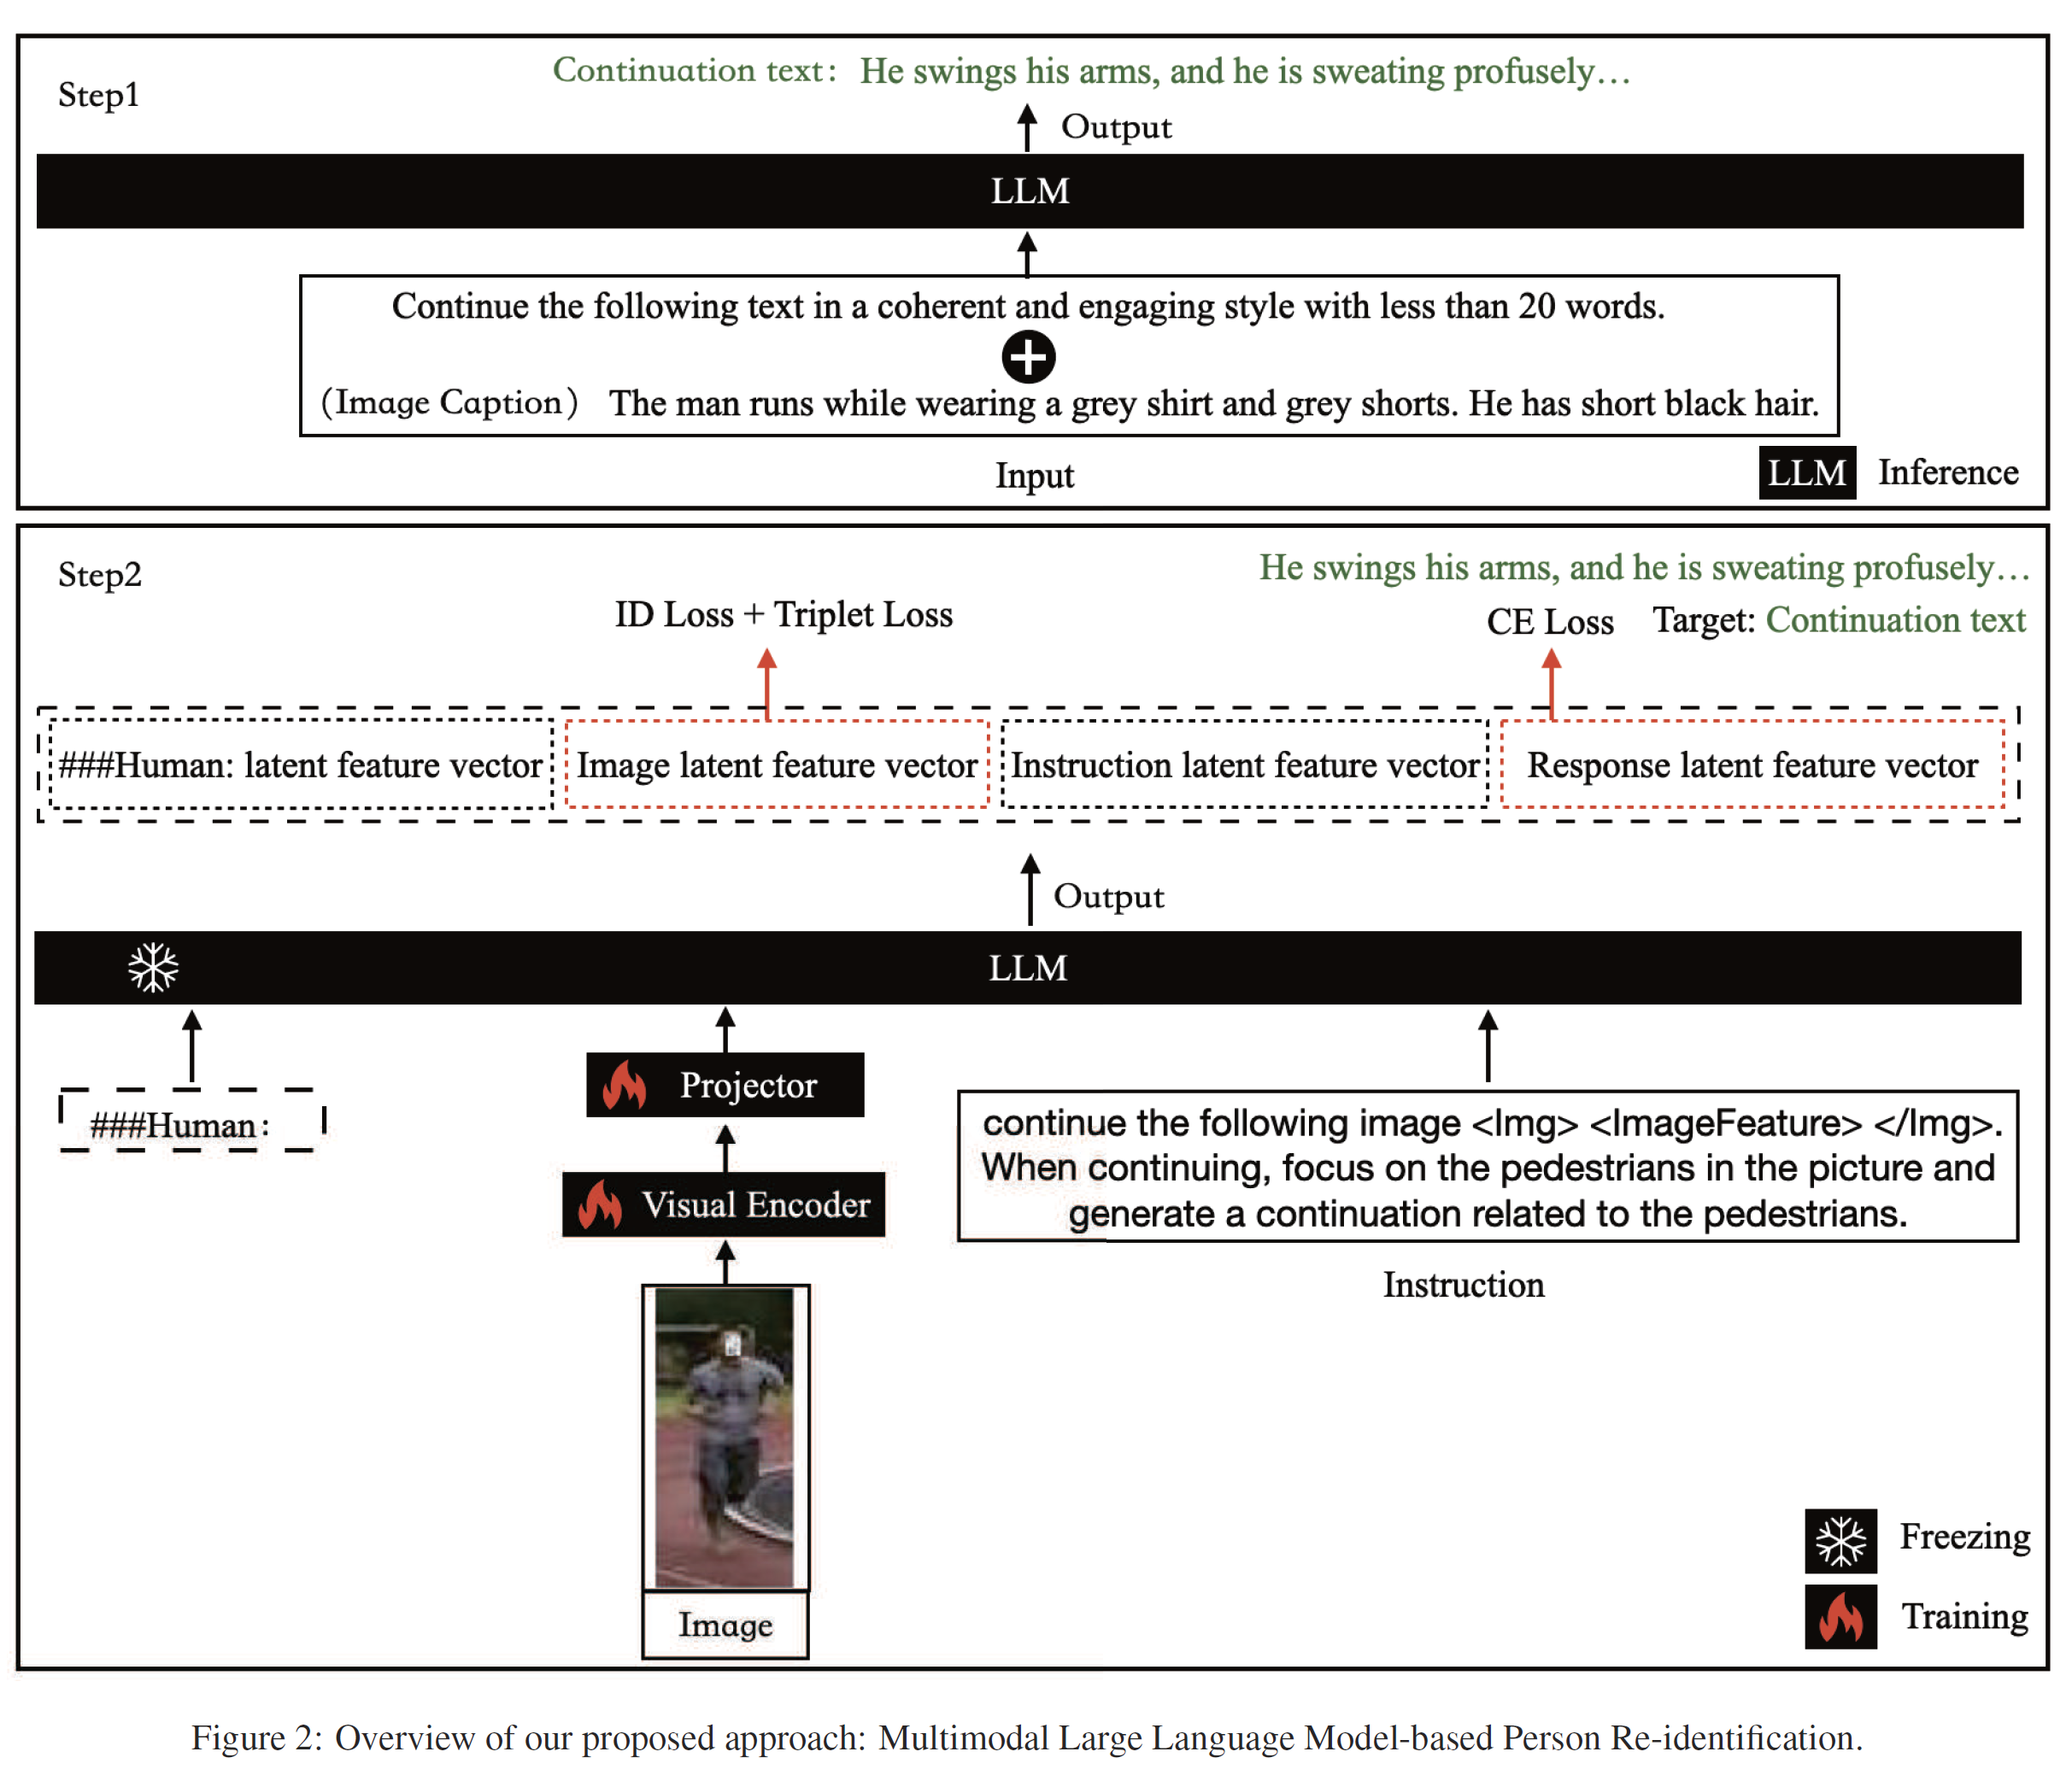 Step1
Continuation text: He swings his arms, and he is sweating profusely…
Output
LLM
Continue the following text in a coherent and engaging style with less than 20 words.
(Image Caption) The man runs while wearing a grey shirt and grey shorts. He has short black hair.
Input
LLM Inference
Step2
He swings his arms, and he is sweating profusely…
ID Loss + Triplet Loss
CE Loss Target: Continuation text
###Human: latent feature vector
Image latent feature vector
Instruction latent feature vector
Response latent feature vector
Output
LLM
###Human:
Projector
Visual Encoder
Image
continue the following image <Img> <ImageFeature> </Img>.
When continuing, focus on the pedestrians in the picture and
generate a continuation related to the pedestrians.
Instruction
Freezing
Training
Figure 2: Overview of our proposed approach: Multimodal Large Language Model-based Person Re-identification.